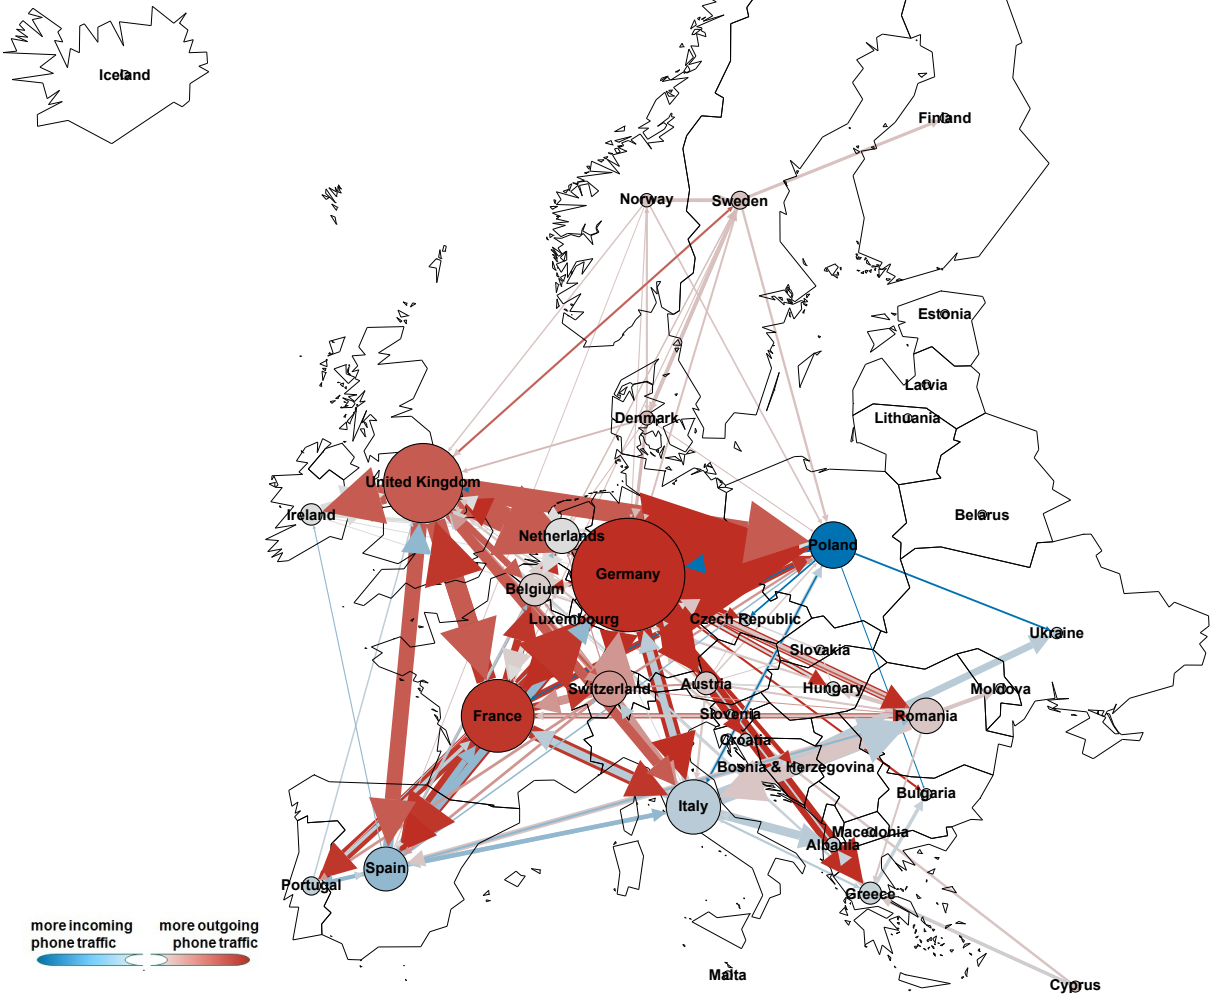 Iceland
Finland
Norway
Sweden
Estonia
Latvia
Denmark
Lithuania
United Kingdom
Ireland
Belarus
Netherlands
Poland
Germany
Belgium
Luxembourg
Czech Republic
Ukraine
Slovakia
Switzerland
Austria
Hungary
Moldova
France
Slovenia
Romania
Croatia
Bosnia & Herzegovina
Bulgaria
Italy
Macedonia
Albania
Spain
Portugal
Greece
more incoming
phone traffic
more outgoing
phone traffic
Malta
Cyprus